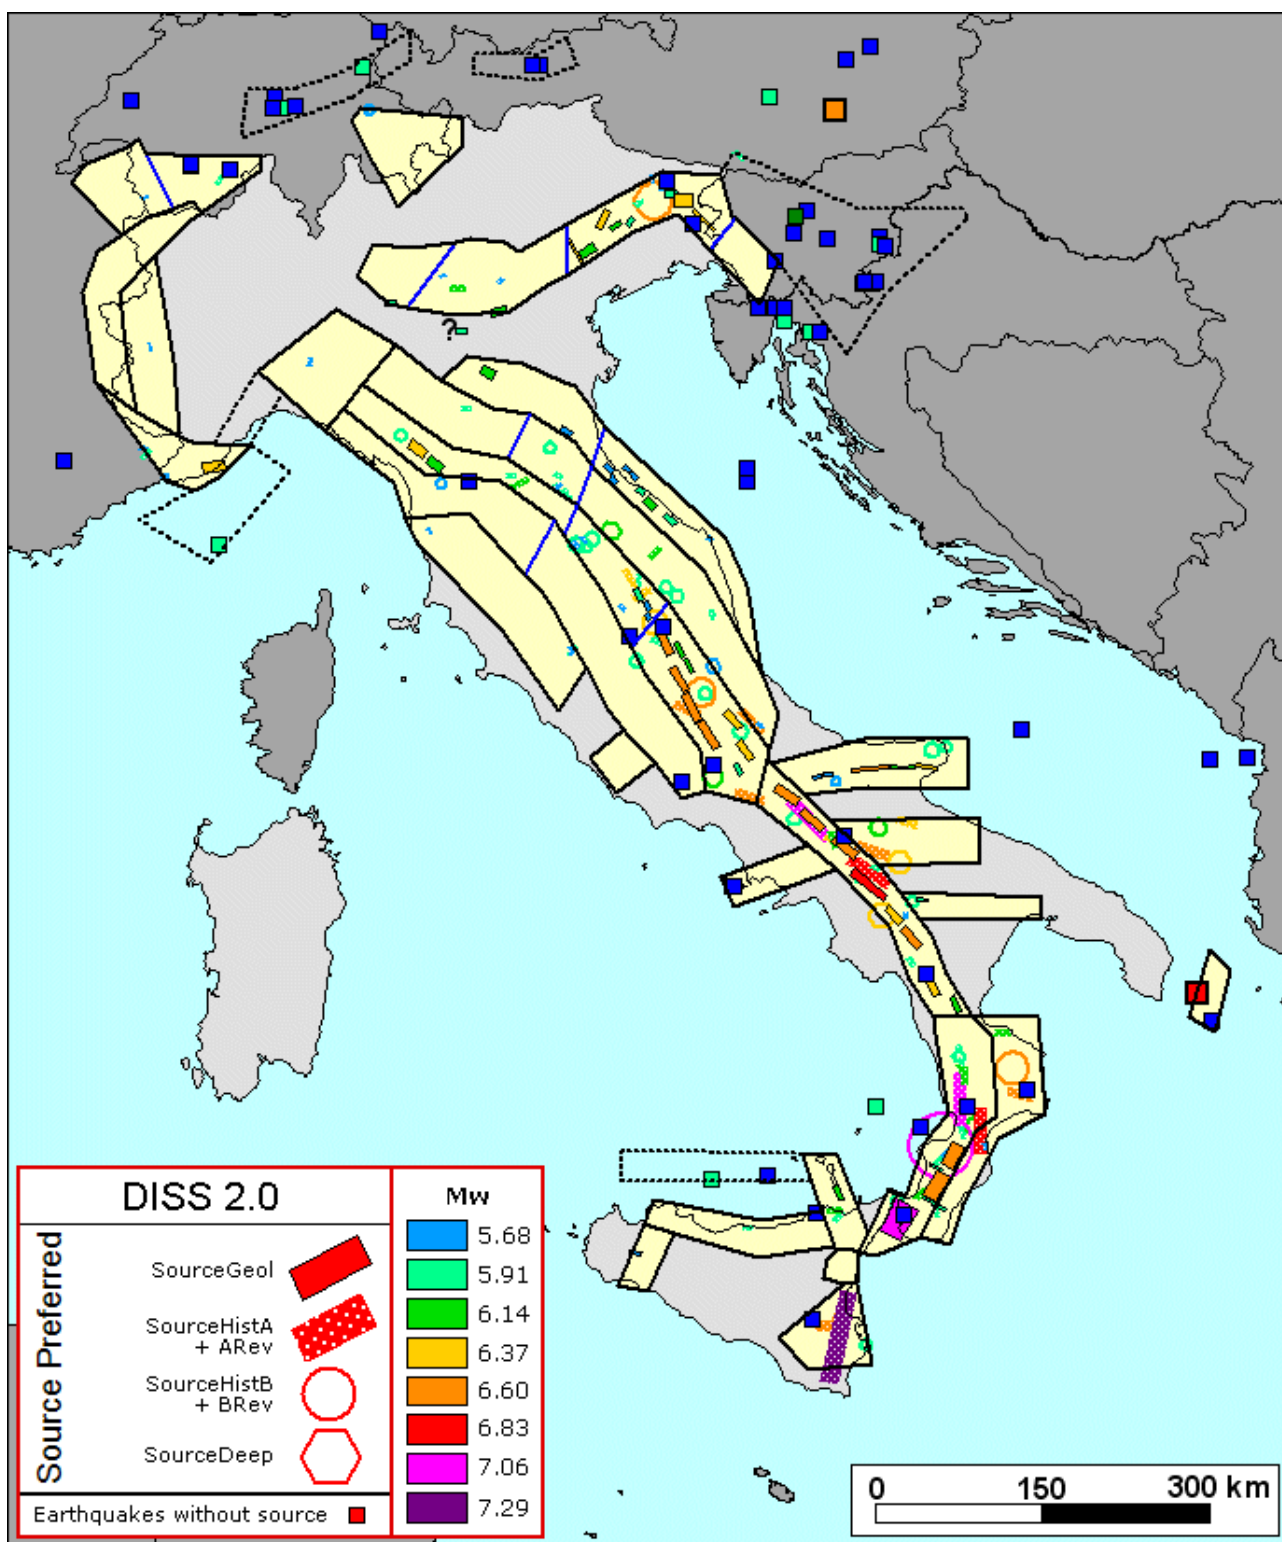 ?
DISS 2.0
Source Preferred
SourceGeol
SourceHistA
+ ARev
SourceHistB
+ BRev
SourceDeep
Earthquakes without source
Mw
5.68
5.91
6.14
6.37
6.60
6.83
7.06
7.29
0 150 300 km